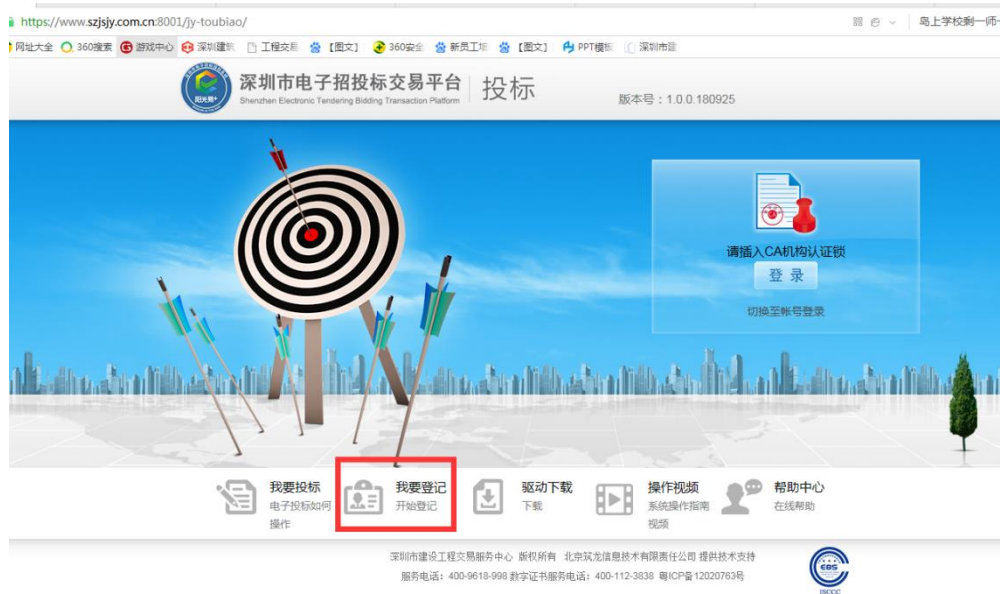 https://www.szjsjy.com.cn:8001/jy-toubiao/
岛上学校剩一师
网址大全 360搜索 游戏中心 深圳建筑 工程交易 【图文】 360安全 新员工培 【图文】 PPT模板 深圳市建
阳光易+
深圳市电子招投标交易平台 投标
Shenzhen Electronic Tendering Bidding Transaction Platform
版本号：1.0.0.180925
请插入CA机构认证锁
登 录
切换至帐号登录
我要投标
电子投标如何
操作
我要登记
开始登记
驱动下载
下载
操作视频
系统操作指南
视频
帮助中心
在线帮助
深圳市建设工程交易服务中心 版权所有 北京筑龙信息技术有限责任公司 提供技术支持
服务电话：400-9618-998 数字证书服务电话：400-112-3838 粤ICP备12020763号
EBS
ISCCC